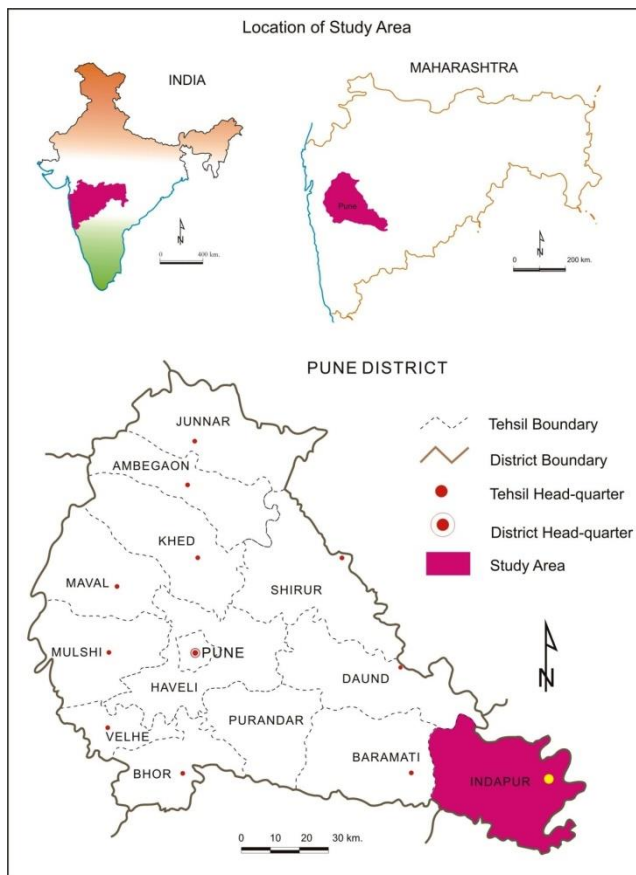 Location of Study Area
INDIA
N
0 400 km.
MAHARASHTRA
Pune
N
0 200 km.
PUNE DISTRICT
JUNNAR
AMBEGAON
KHED
MAVAL
SHIRUR
MULSHI
PUNE
HAVELI
DAUND
VELHE
PURANDAR
BHOR
BARAMATI
INDAPUR
0 10 20 30 km.
Tehsil Boundary
District Boundary
Tehsil Head-quarter
District Head-quarter
Study Area
N